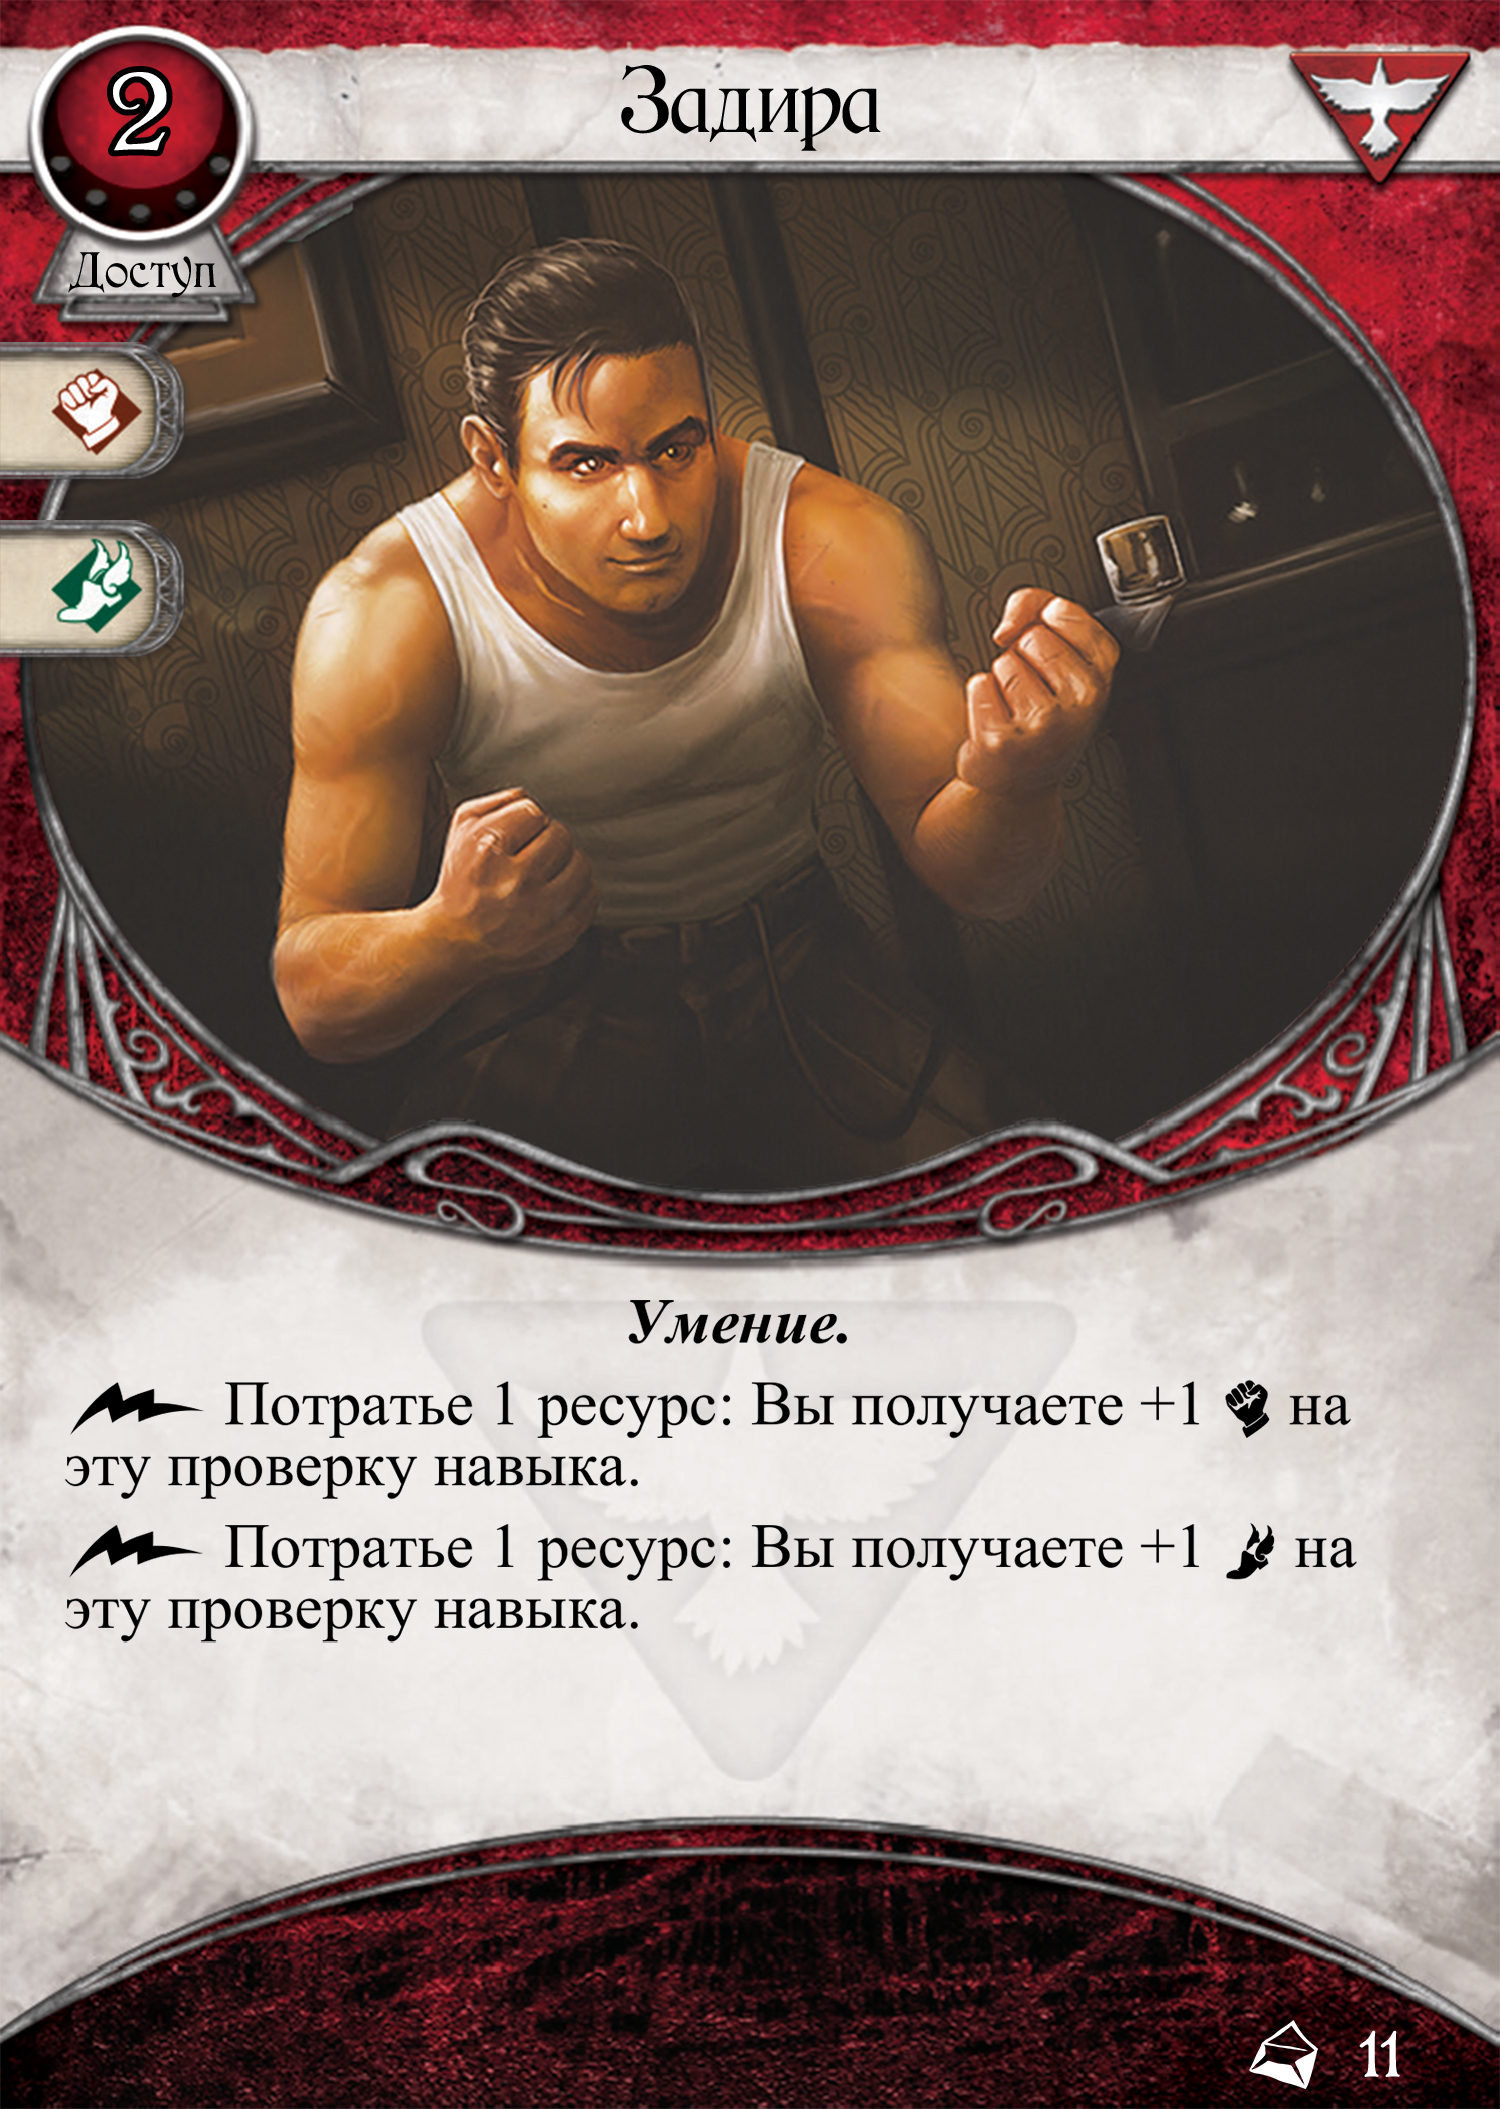 2
Задира
Доступ
Умение.
Потратье 1 ресурс: Вы получаете +1 на
эту проверку навыка.
Потратье 1 ресурс: Вы получаете +1 на
эту проверку навыка.
11